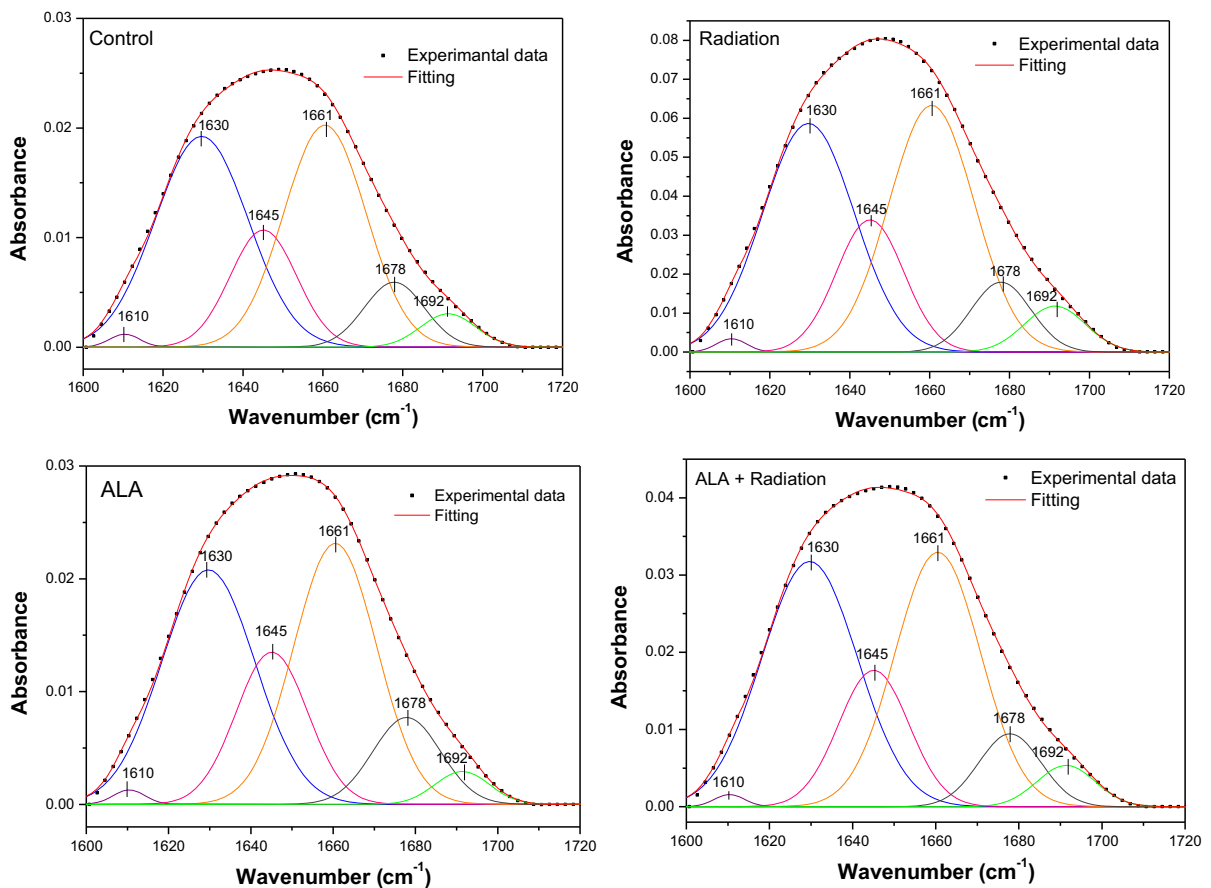 Control
Experimantal data
Fitting
1630
1661
1645
1678
1692
1610
0.03
0.02
0.01
0.00
1600 1620 1640 1660 1680 1700 1720
Absorbance
Wavenumber (cm⁻¹)
Radiation
Experimental data
Fitting
1630
1661
1645
1678
1692
1610
0.08
0.07
0.06
0.05
0.04
0.03
0.02
0.01
0.00
1600 1620 1640 1660 1680 1700 1720
Absorbance
Wavenumber (cm⁻¹)
ALA
Experimental data
Fitting
1630
1661
1645
1678
1692
1610
0.03
0.02
0.01
0.00
1600 1620 1640 1660 1680 1700 1720
Absorbance
Wavenumber (cm⁻¹)
ALA + Radiation
Experimental data
Fitting
1630
1661
1645
1678
1692
1610
0.04
0.03
0.02
0.01
0.00
1600 1620 1640 1660 1680 1700 1720
Absorbance
Wavenumber (cm⁻¹)